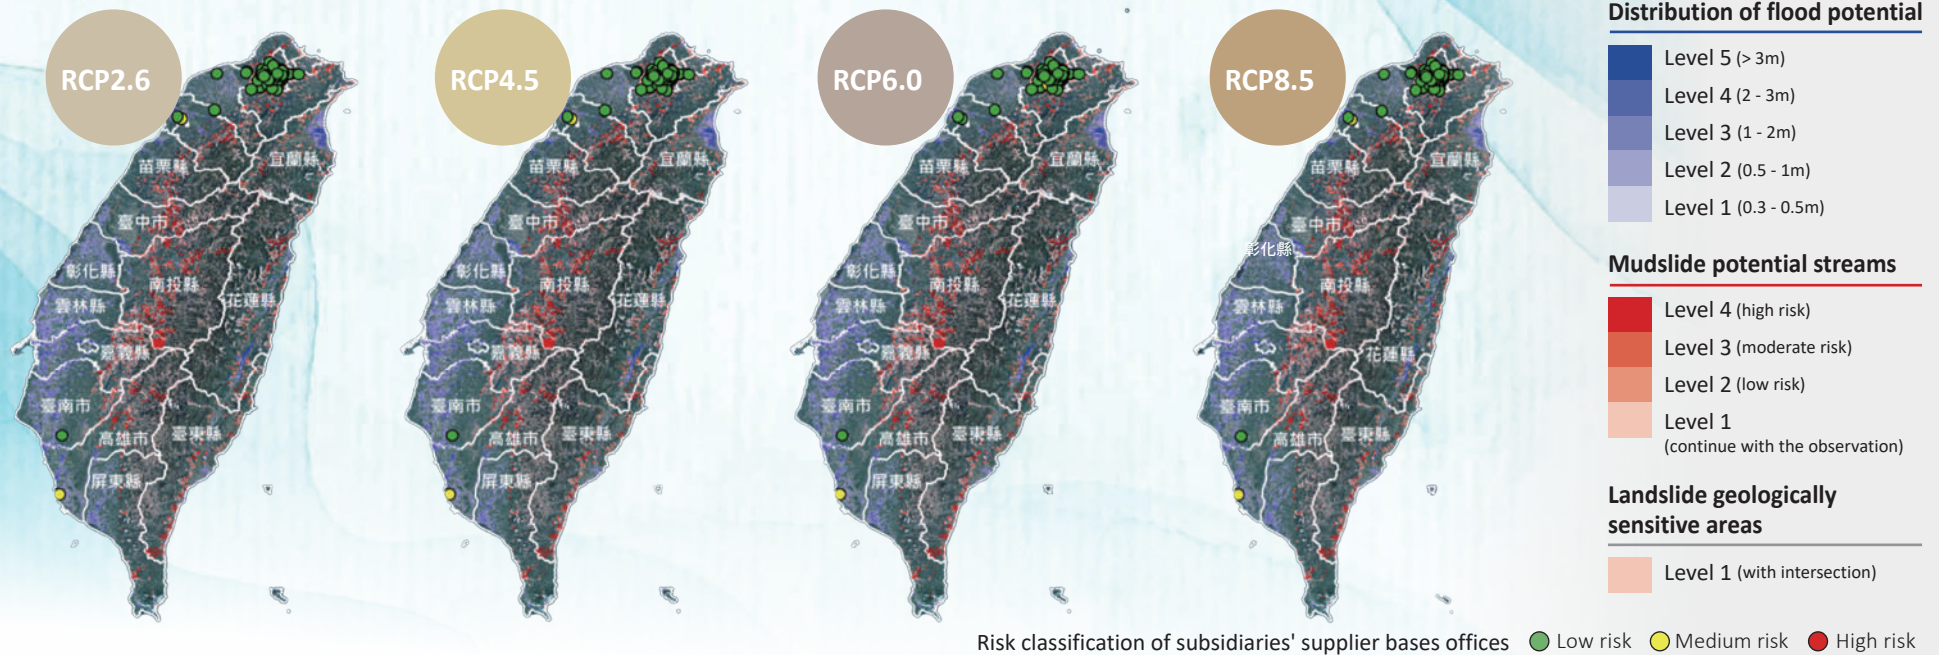 RCP2.6
苗栗縣
宜蘭縣
臺中市
彰化縣
南投縣
雲林縣
花蓮縣
嘉義縣
臺南市
高雄市
臺東縣
屏東縣
RCP4.5
苗栗縣
宜蘭縣
臺中市
彰化縣
南投縣
雲林縣
花蓮縣
嘉義縣
臺南市
高雄市
臺東縣
屏東縣
RCP6.0
苗栗縣
宜蘭縣
臺中市
彰化縣
南投縣
雲林縣
花蓮縣
嘉義縣
臺南市
高雄市
臺東縣
屏東縣
RCP8.5
苗栗縣
宜蘭縣
臺中市
彰化縣
南投縣
雲林縣
花蓮縣
臺南市
高雄市
臺東縣
Distribution of flood potential
Level 5 (> 3m)
Level 4 (2 - 3m)
Level 3 (1 - 2m)
Level 2 (0.5 - 1m)
Level 1 (0.3 - 0.5m)
Mudslide potential streams
Level 4 (high risk)
Level 3 (moderate risk)
Level 2 (low risk)
Level 1
(continue with the observation)
Landslide geologically
sensitive areas
Level 1 (with intersection)
Risk classification of subsidiaries' supplier bases offices
Low risk
Medium risk
High risk